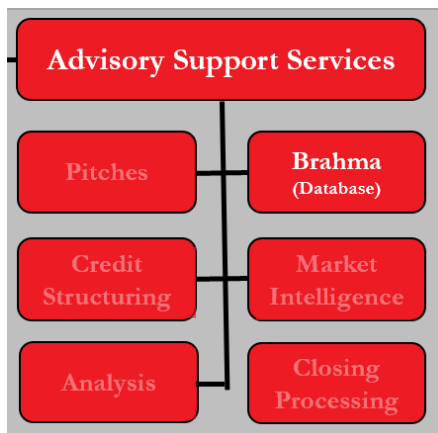 Advisory Support Services
Pitches
Brahma
(Database)
Credit
Structuring
Market
Intelligence
Analysis
Closing
Processing